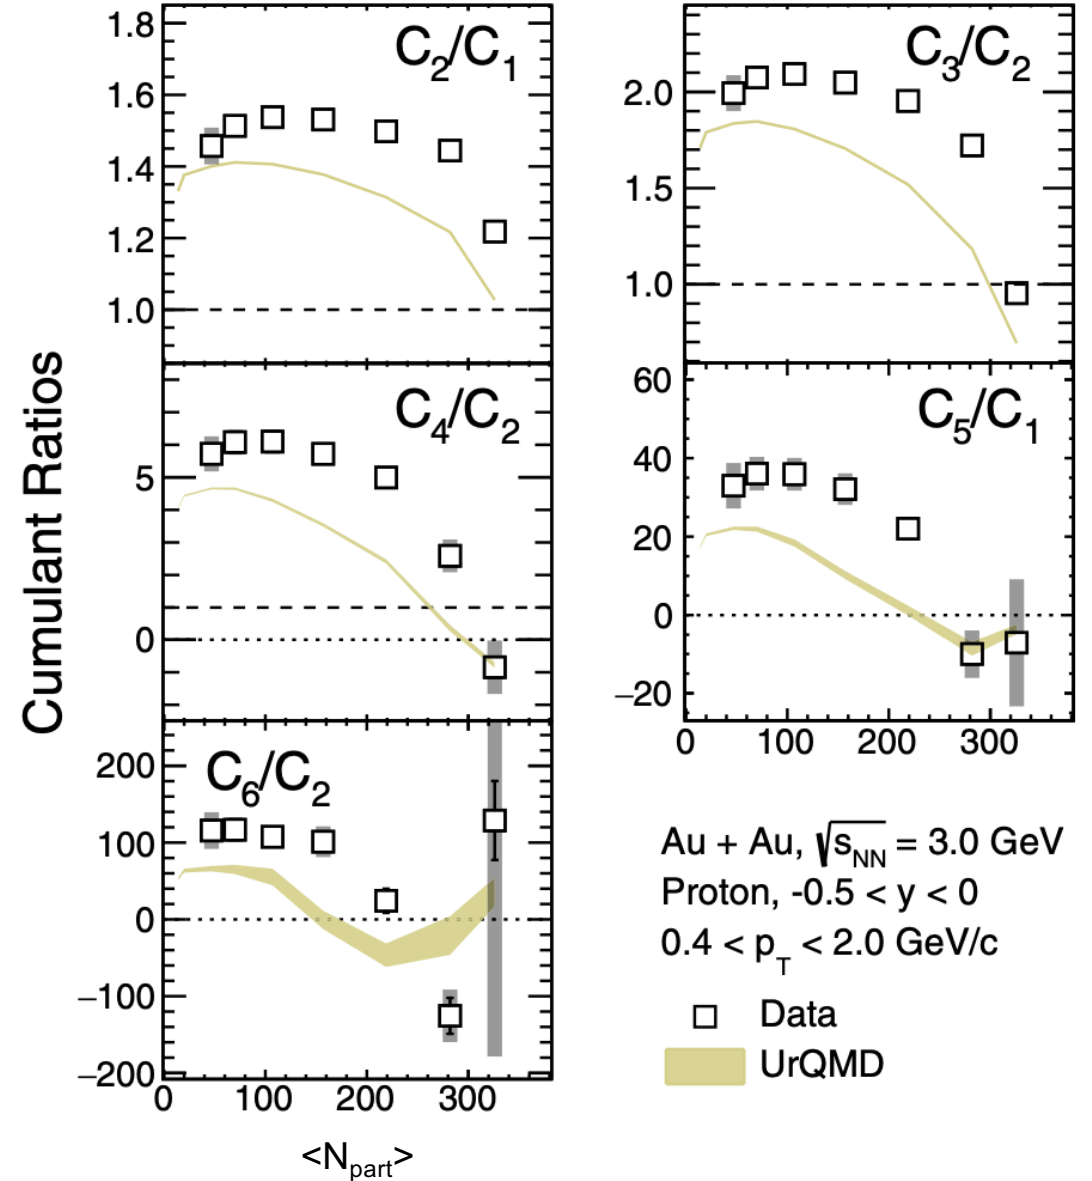 Cumulant Ratios
C2/C1
1.8
1.6
1.4
1.2
1.0
C3/C2
2.0
1.5
1.0
C4/C2
5
0
C5/C1
60
40
20
0
−20
0 100 200 300
C6/C2
200
100
0
−100
−200
0 100 200 300
<Npart>
Au + Au, √sNN = 3.0 GeV
Proton, -0.5 < y < 0
0.4 < pT < 2.0 GeV/c
Data
UrQMD